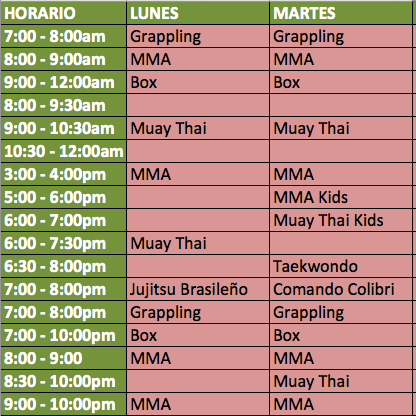 HORARIO LUNES MARTES
7:00 - 8:00am Grappling Grappling
8:00 - 9:00am MMA MMA
9:00 - 12:00am Box Box
8:00 - 9:30am
9:00 - 10:30am Muay Thai Muay Thai
10:30 - 12:00am
3:00 - 4:00pm MMA MMA
5:00 - 6:00pm MMA Kids
6:00 - 7:00pm Muay Thai Kids
6:00 - 7:30pm Muay Thai
6:30 - 8:00pm Taekwondo
7:00 - 8:00pm Jujitsu Brasileño Comando Colibri
7:00 - 8:00pm Grappling Grappling
7:00 - 10:00pm Box Box
8:00 - 9:00 MMA MMA
8:30 - 10:00pm Muay Thai
9:00 - 10:00pm MMA MMA